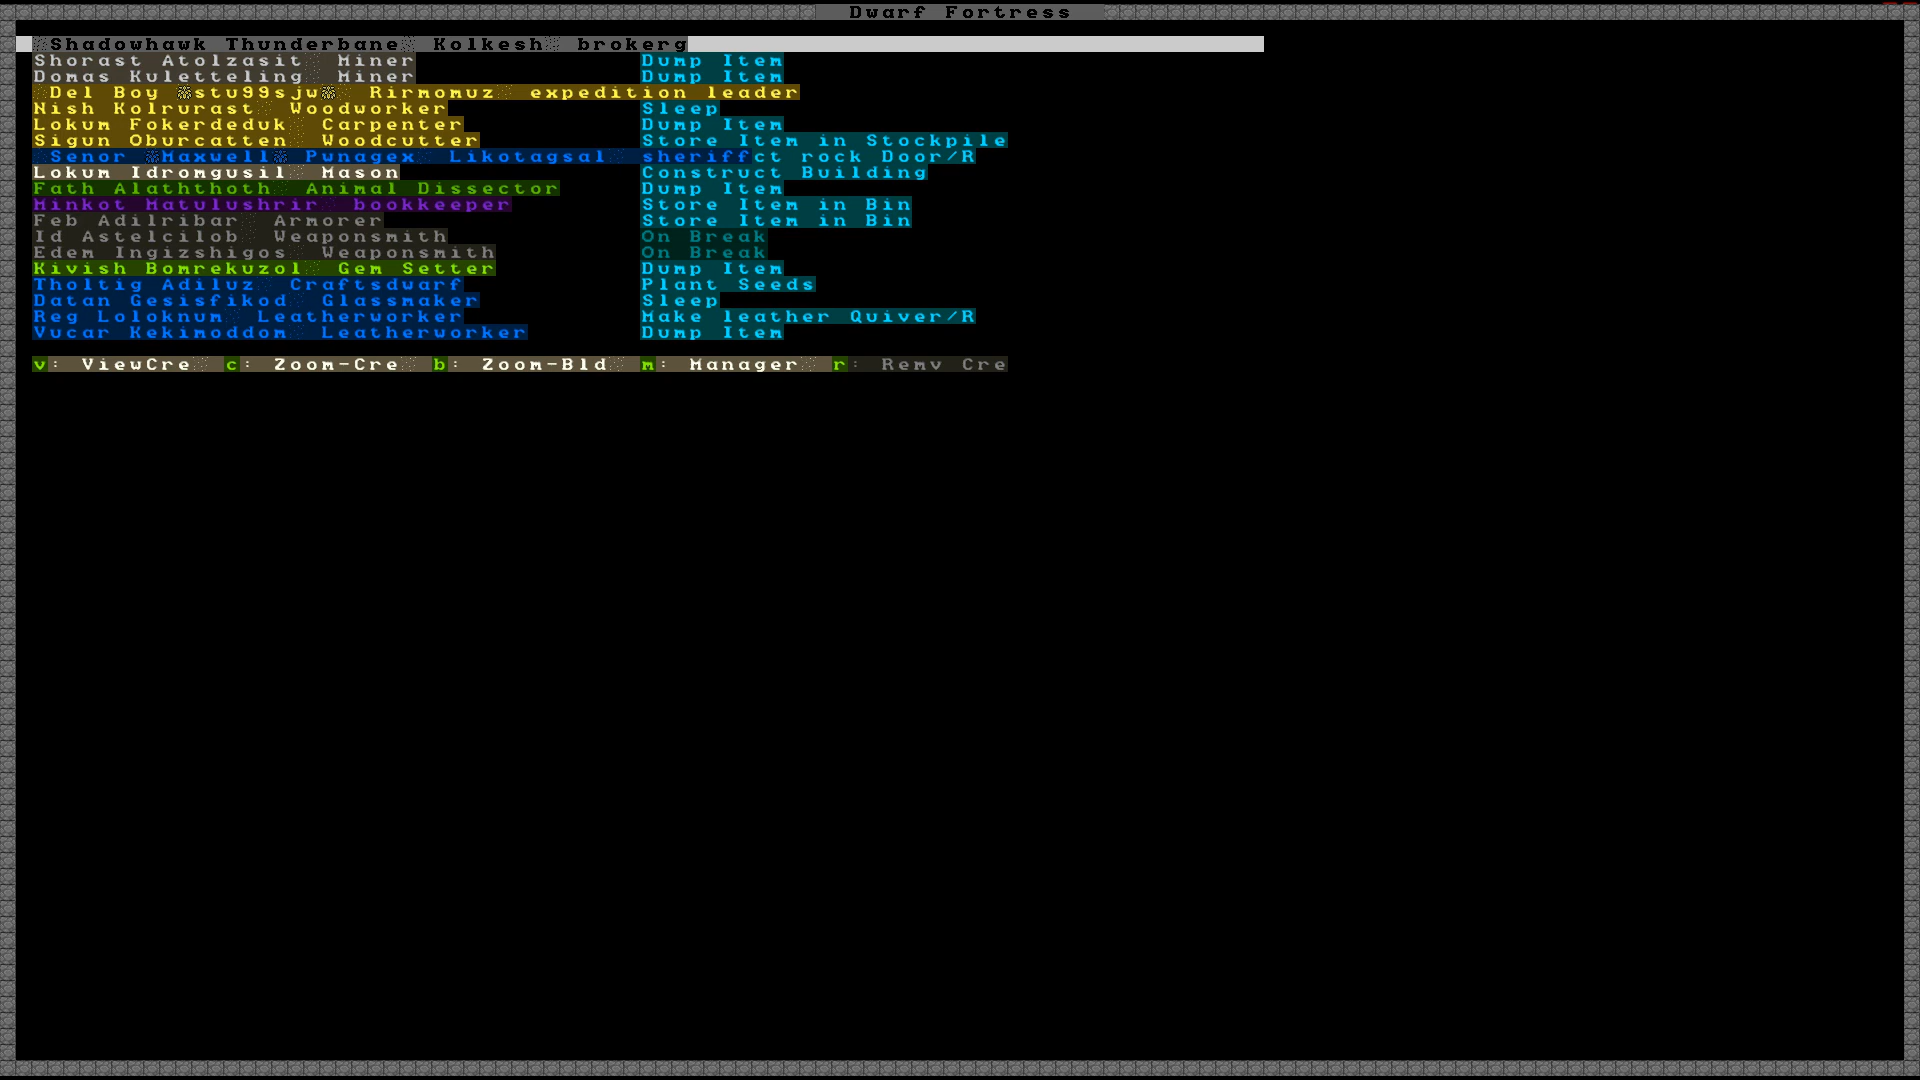 Dwarf Fortress
Shadowhawk Thunderbane Kolkesh brokerg
Shorast Atolzasit Miner Dump Item
Domas Kuletteling Miner Dump Item
Del Boy stu99sjw Rirmomuz expedition leader
Nish Kolrurast Woodworker Sleep
Lokum Fokerdeduk Carpenter Dump Item
Sigun Oburcatten Woodcutter Store Item in Stockpile
Senor Maxwell Pwnagex Likotagsal sheriffct rock Door/R
Lokum Idromgusil Mason Construct Building
Fath Alaththoth Animal Dissector Dump Item
Minkot Matulushrir bookkeeper Store Item in Bin
Feb Adilribar Armorer Store Item in Bin
Id Astelcilob Weaponsmith On Break
Edem Ingizshigos Weaponsmith On Break
Kivish Bomrekuzol Gem Setter Dump Item
Tholtig Adiluz Craftsdwarf Plant Seeds
Datan Gesisfikod Glassmaker Sleep
Reg Loloknum Leatherworker Make leather Quiver/R
Vucar Kekimoddom Leatherworker Dump Item
v: ViewCre c: Zoom-Cre b: Zoom-Bld m: Manager r: Remv Cre